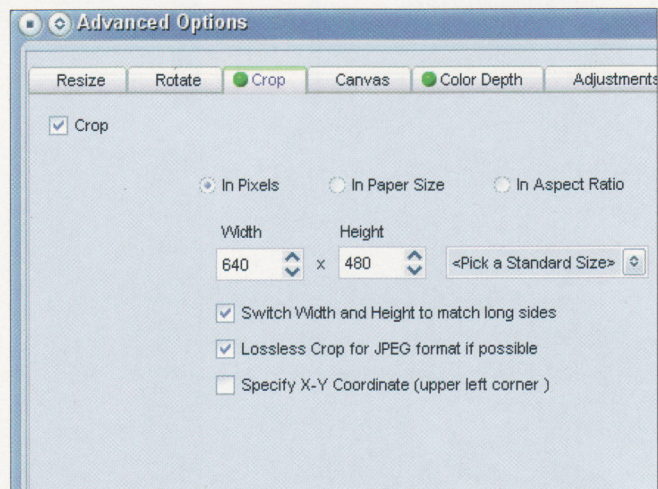 Advanced Options
Resize Rotate Crop Canvas Color Depth Adjustments
Crop
In Pixels In Paper Size In Aspect Ratio
Width Height
640 x 480 <Pick a Standard Size>
Switch Width and Height to match long sides
Lossless Crop for JPEG format if possible
Specify X-Y Coordinate (upper left corner )